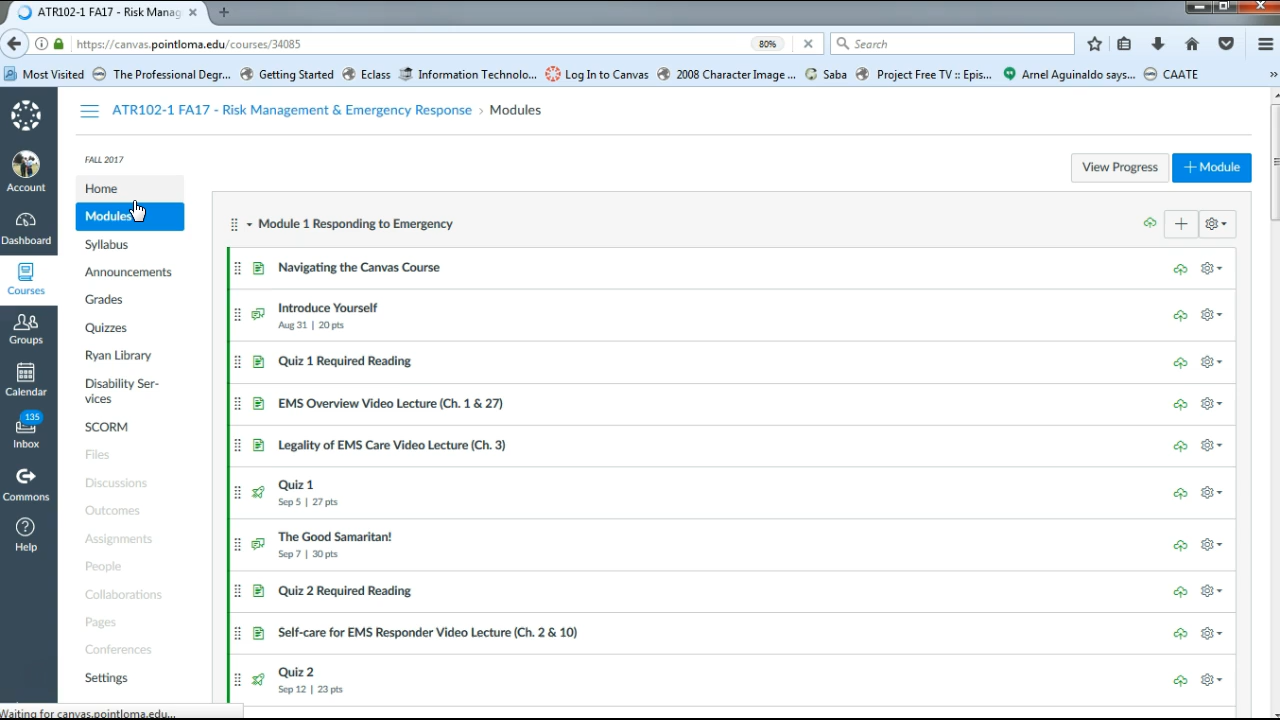 ATR102-1 FA17 - Risk Manag
https://canvas.pointloma.edu/courses/34085
80%
Search
Most Visited
The Professional Degr...
Getting Started
Eclass
Information Technolo...
Log In to Canvas
2008 Character Image ...
Saba
Project Free TV :: Epis...
Arnel Aguinaldo says...
CAATE
»
ATR102-1 FA17 - Risk Management & Emergency Response › Modules
Account
Dashboard
Courses
Groups
Calendar
135
Inbox
Commons
Help
FALL 2017
Home
Modules
Syllabus
Announcements
Grades
Quizzes
Ryan Library
Disability Ser-
vices
SCORM
Files
Discussions
Outcomes
Assignments
People
Collaborations
Pages
Conferences
Settings
View Progress
+ Module
Module 1 Responding to Emergency
Navigating the Canvas Course
Introduce Yourself
Aug 31 | 20 pts
Quiz 1 Required Reading
EMS Overview Video Lecture (Ch. 1 & 27)
Legality of EMS Care Video Lecture (Ch. 3)
Quiz 1
Sep 5 | 27 pts
The Good Samaritan!
Sep 7 | 30 pts
Quiz 2 Required Reading
Self-care for EMS Responder Video Lecture (Ch. 2 & 10)
Quiz 2
Sep 12 | 23 pts
Waiting for canvas.pointloma.edu...